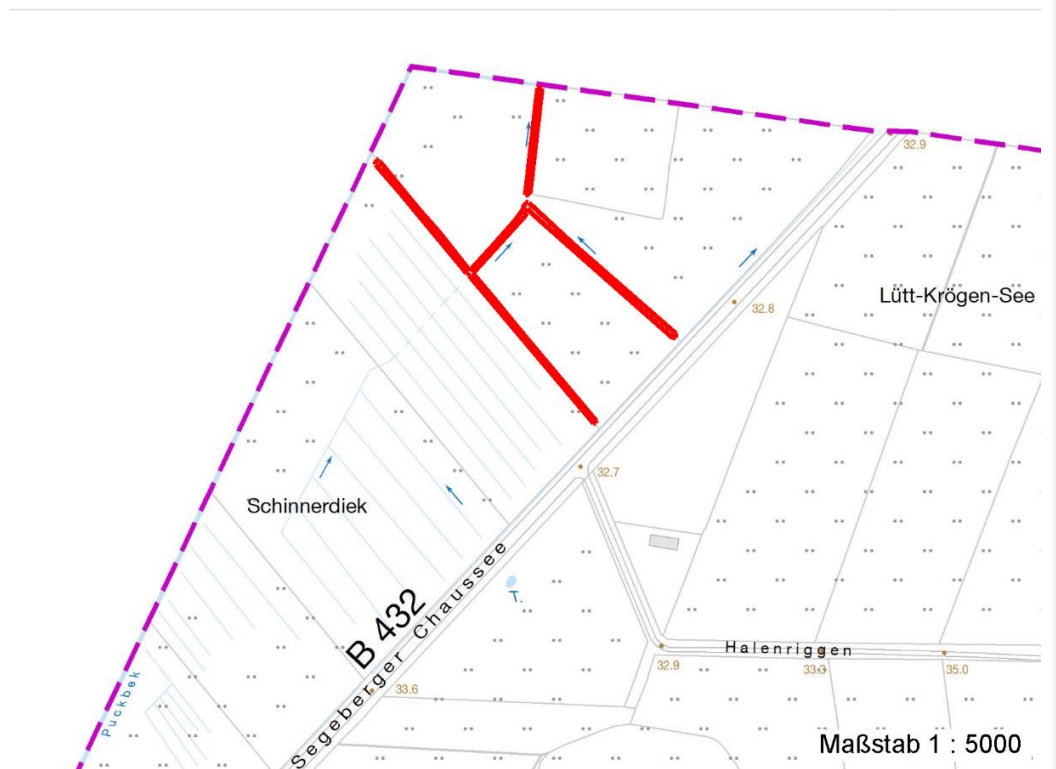 32.9
Lütt-Krögen-See
32.8
32.7
Schinnerdiek
T.
B 432
Segeberger Chaussee
Halenriggen
32.9
35.0
33.6
Puckbek
Maßstab 1 : 5000